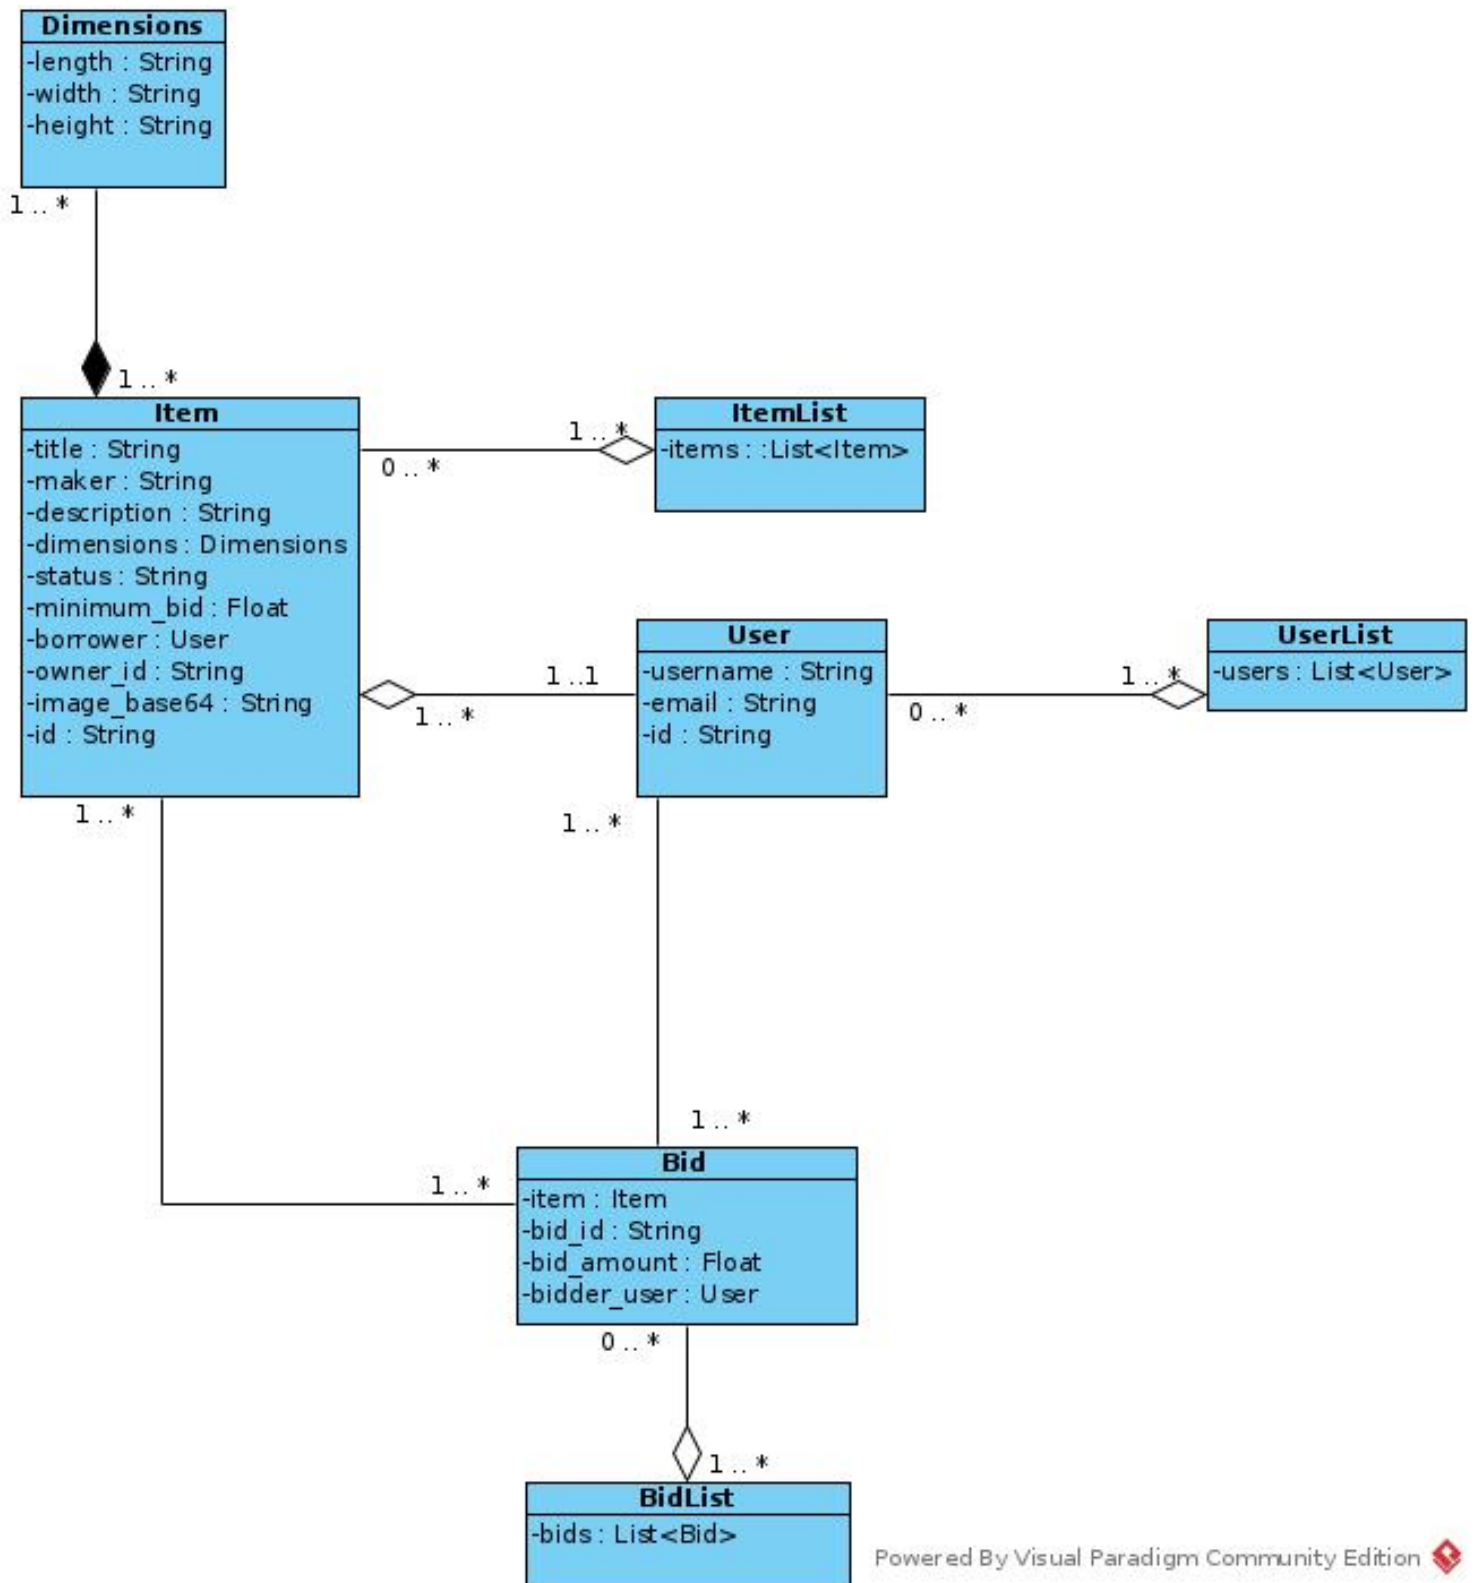 Dimensions
-length : String
-width : String
-height : String
1 .. *
1 .. *
Item
-title : String
-maker : String
-description : String
-dimensions : Dimensions
-status : String
-minimum_bid : Float
-borrower : User
-owner_id : String
-image_base64 : String
-id : String
0 .. *
1 .. *
ItemList
-items : :List<Item>
1 .. *
1 ..1
User
-username : String
-email : String
-id : String
0 .. *
1 .. *
UserList
-users : List<User>
1 .. *
1 .. *
1 .. *
1 .. *
Bid
-item : Item
-bid_id : String
-bid_amount : Float
-bidder_user : User
0 .. *
1 .. *
BidList
-bids : List<Bid>
Powered By Visual Paradigm Community Edition